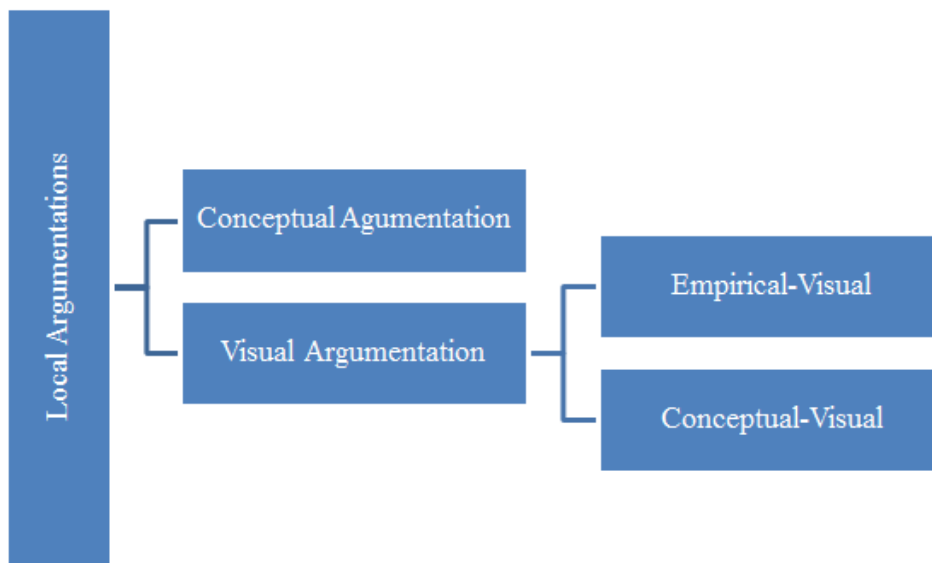 Local Argumentations
Conceptual Agumentation
Visual Argumentation
Empirical-Visual
Conceptual-Visual